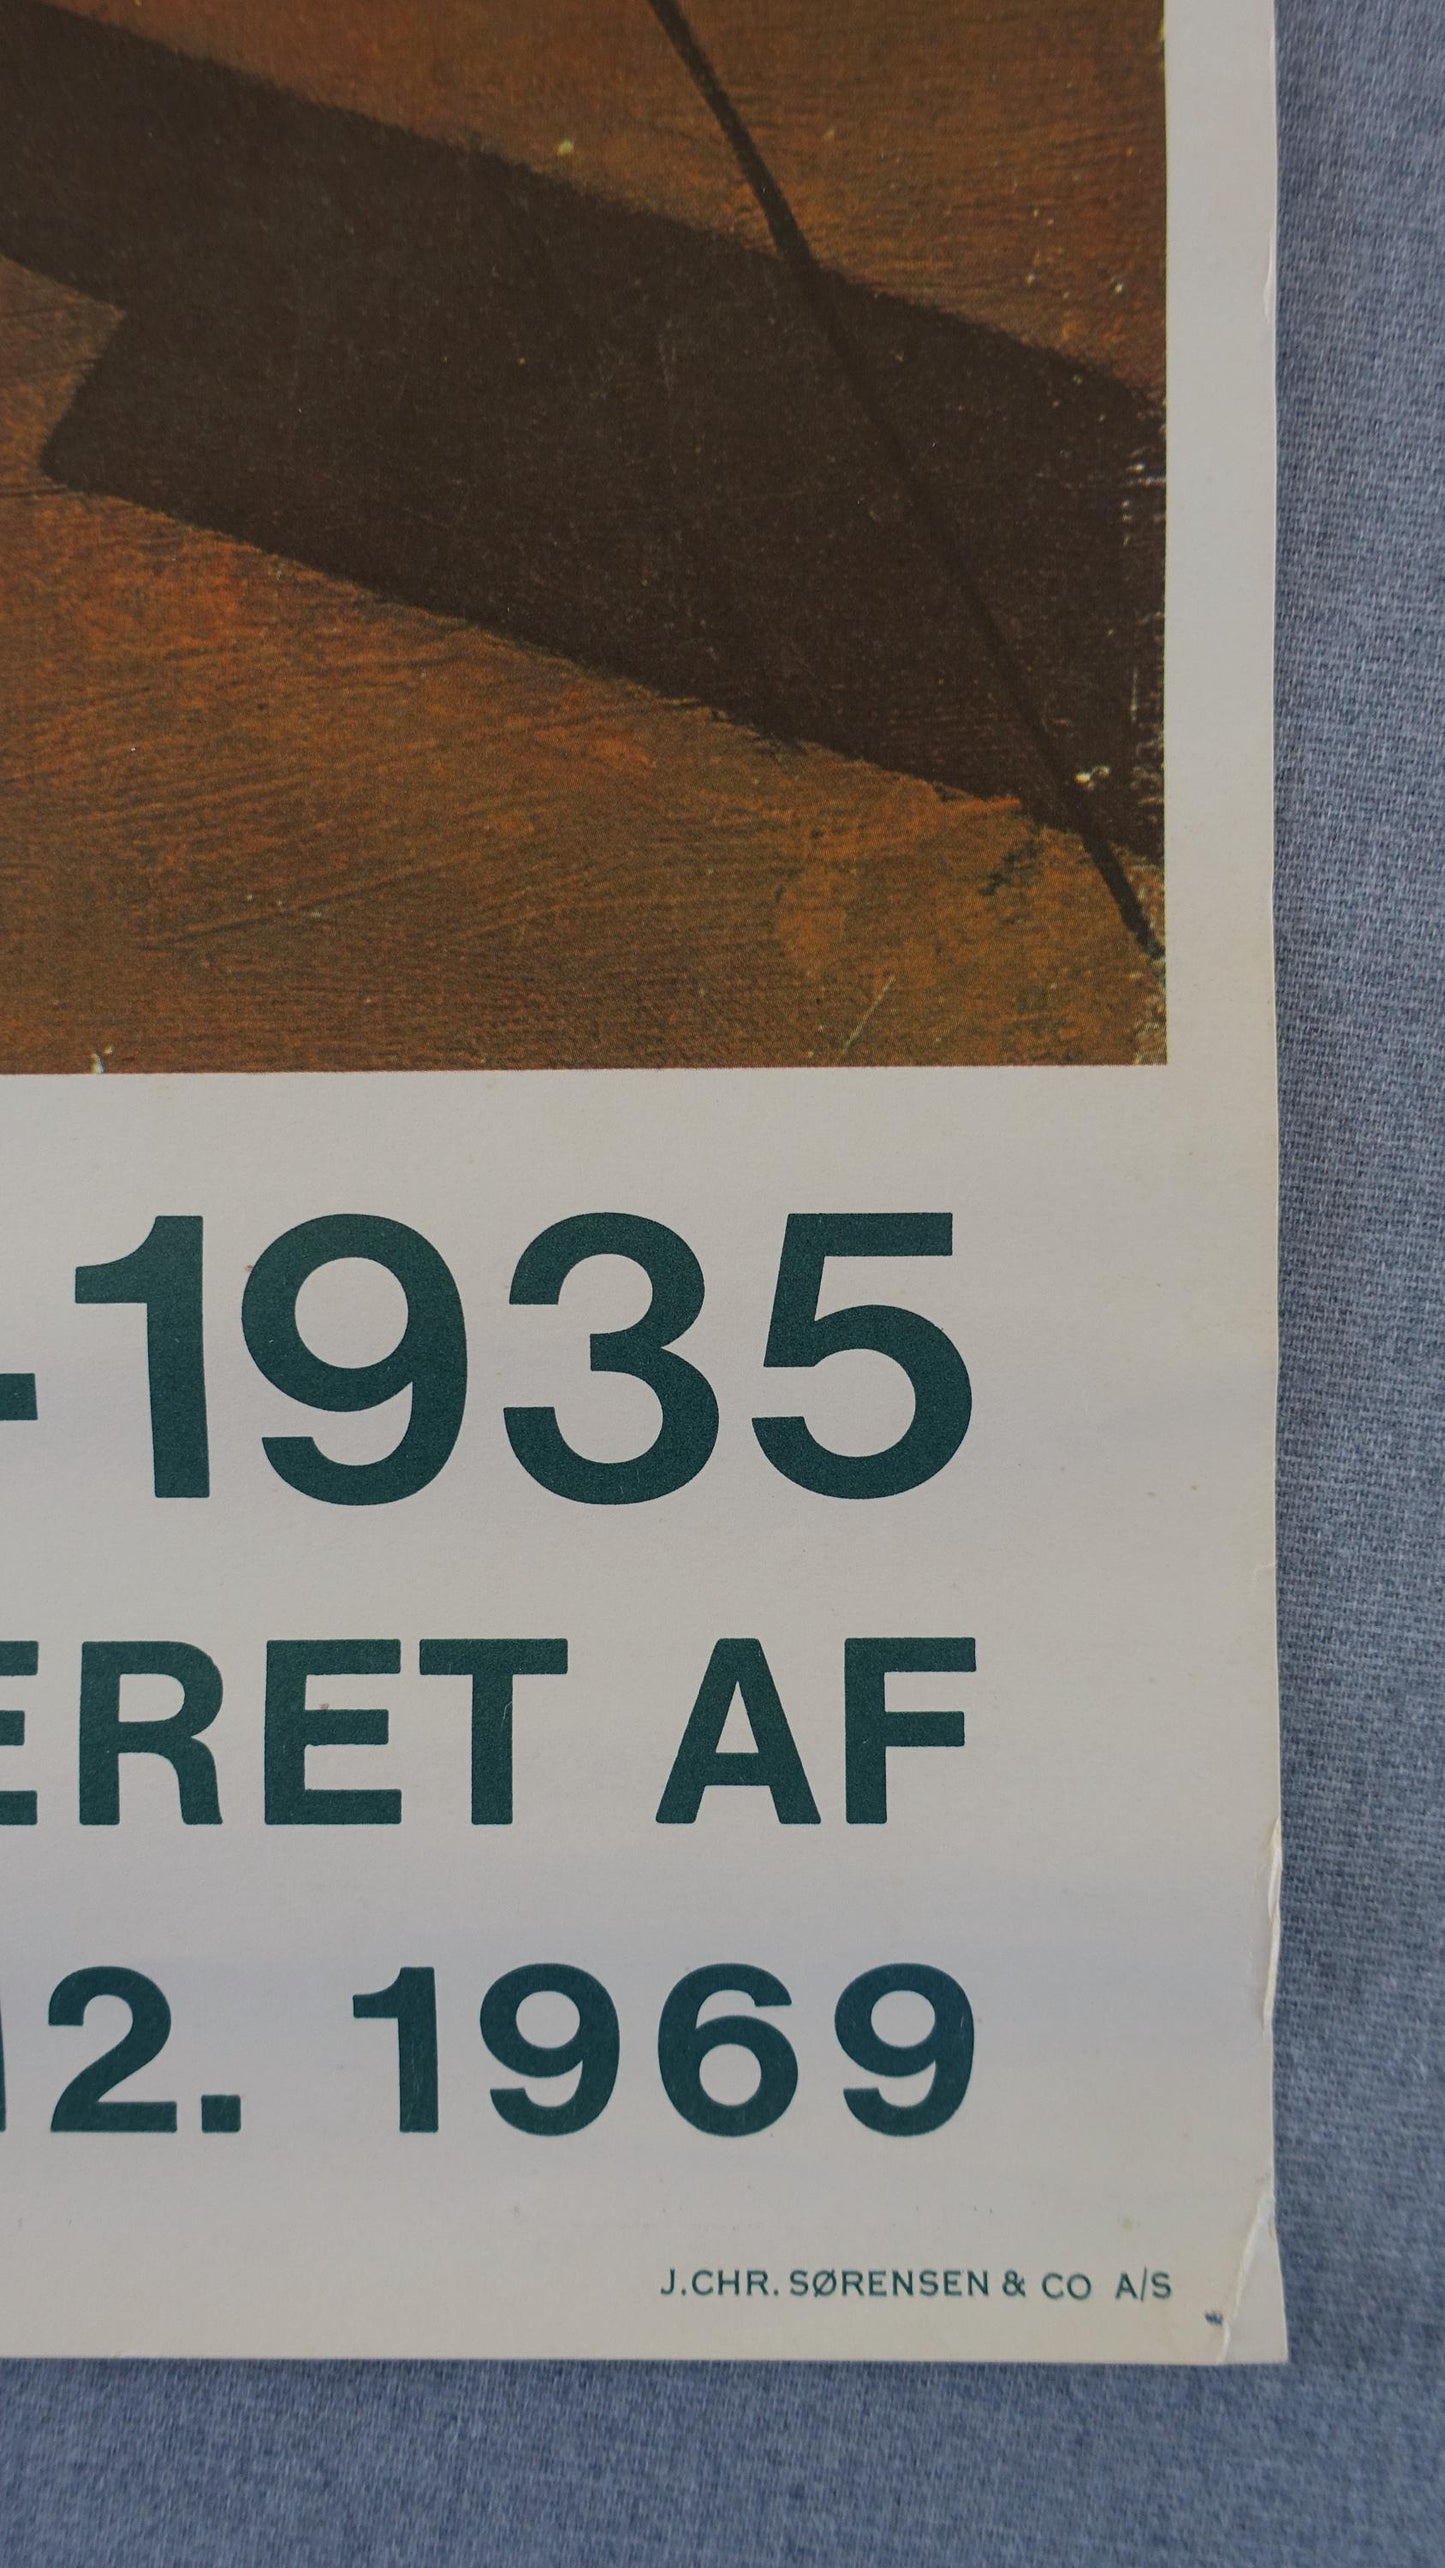 -1935
ERET AF
12. 1969
J.CHR. SØRENSEN & CO A/S